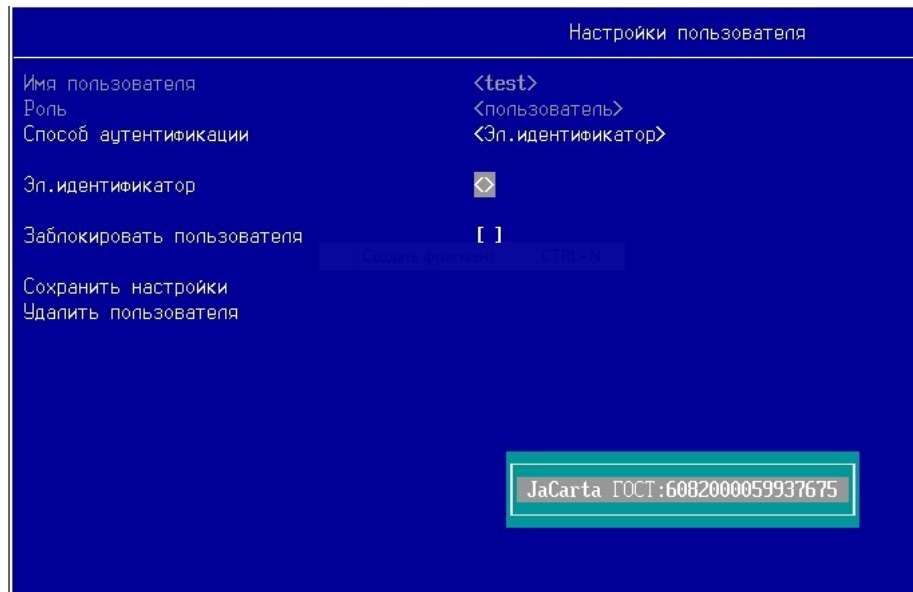 Настройки пользователя
Имя пользователя <test>
Роль <пользователь>
Способ аутентификации <Эл.идентификатор>
Эл.идентификатор <>
Заблокировать пользователя [ ]
Создать фрагмент CTRL+N
Сохранить настройки
Удалить пользователя
JaCarta ГОСТ:6082000059937675